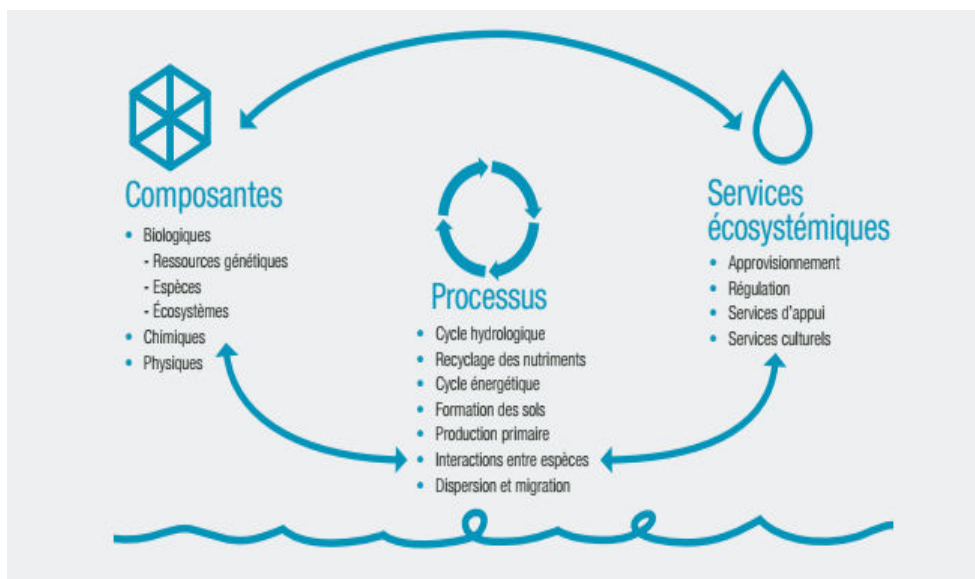 Composantes
• Biologiques
- Ressources génétiques
- Espèces
- Écosystèmes
• Chimiques
• Physiques
Processus
• Cycle hydrologique
• Recyclage des nutriments
• Cycle énergétique
• Formation des sols
• Production primaire
• Interactions entre espèces
• Dispersion et migration
Services
écosystémiques
• Approvisionnement
• Régulation
• Services d'appui
• Services culturels